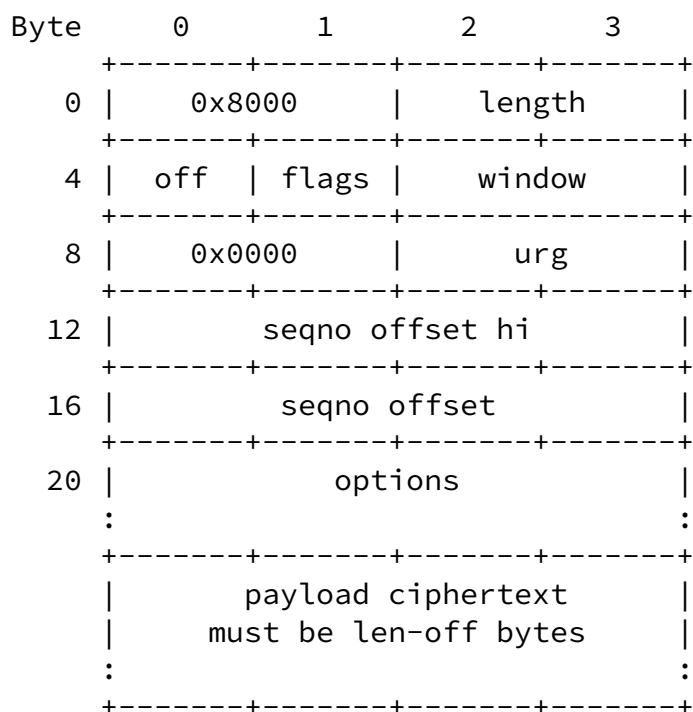 Byte 0 1 2 3
+-------+-------+-------+-------+
0 | 0x8000 | length |
+-------+-------+-------+-------+
4 | off | flags | window |
+-------+-------+---------------+
8 | 0x0000 | urg |
+-------+-------+-------+-------+
12 | seqno offset hi |
+-------+-------+-------+-------+
16 | seqno offset |
+-------+-------+-------+-------+
20 | options |
: :
+-------+-------+-------+-------+
| payload ciphertext |
| must be len-off bytes |
: :
+-------+-------+-------+-------+